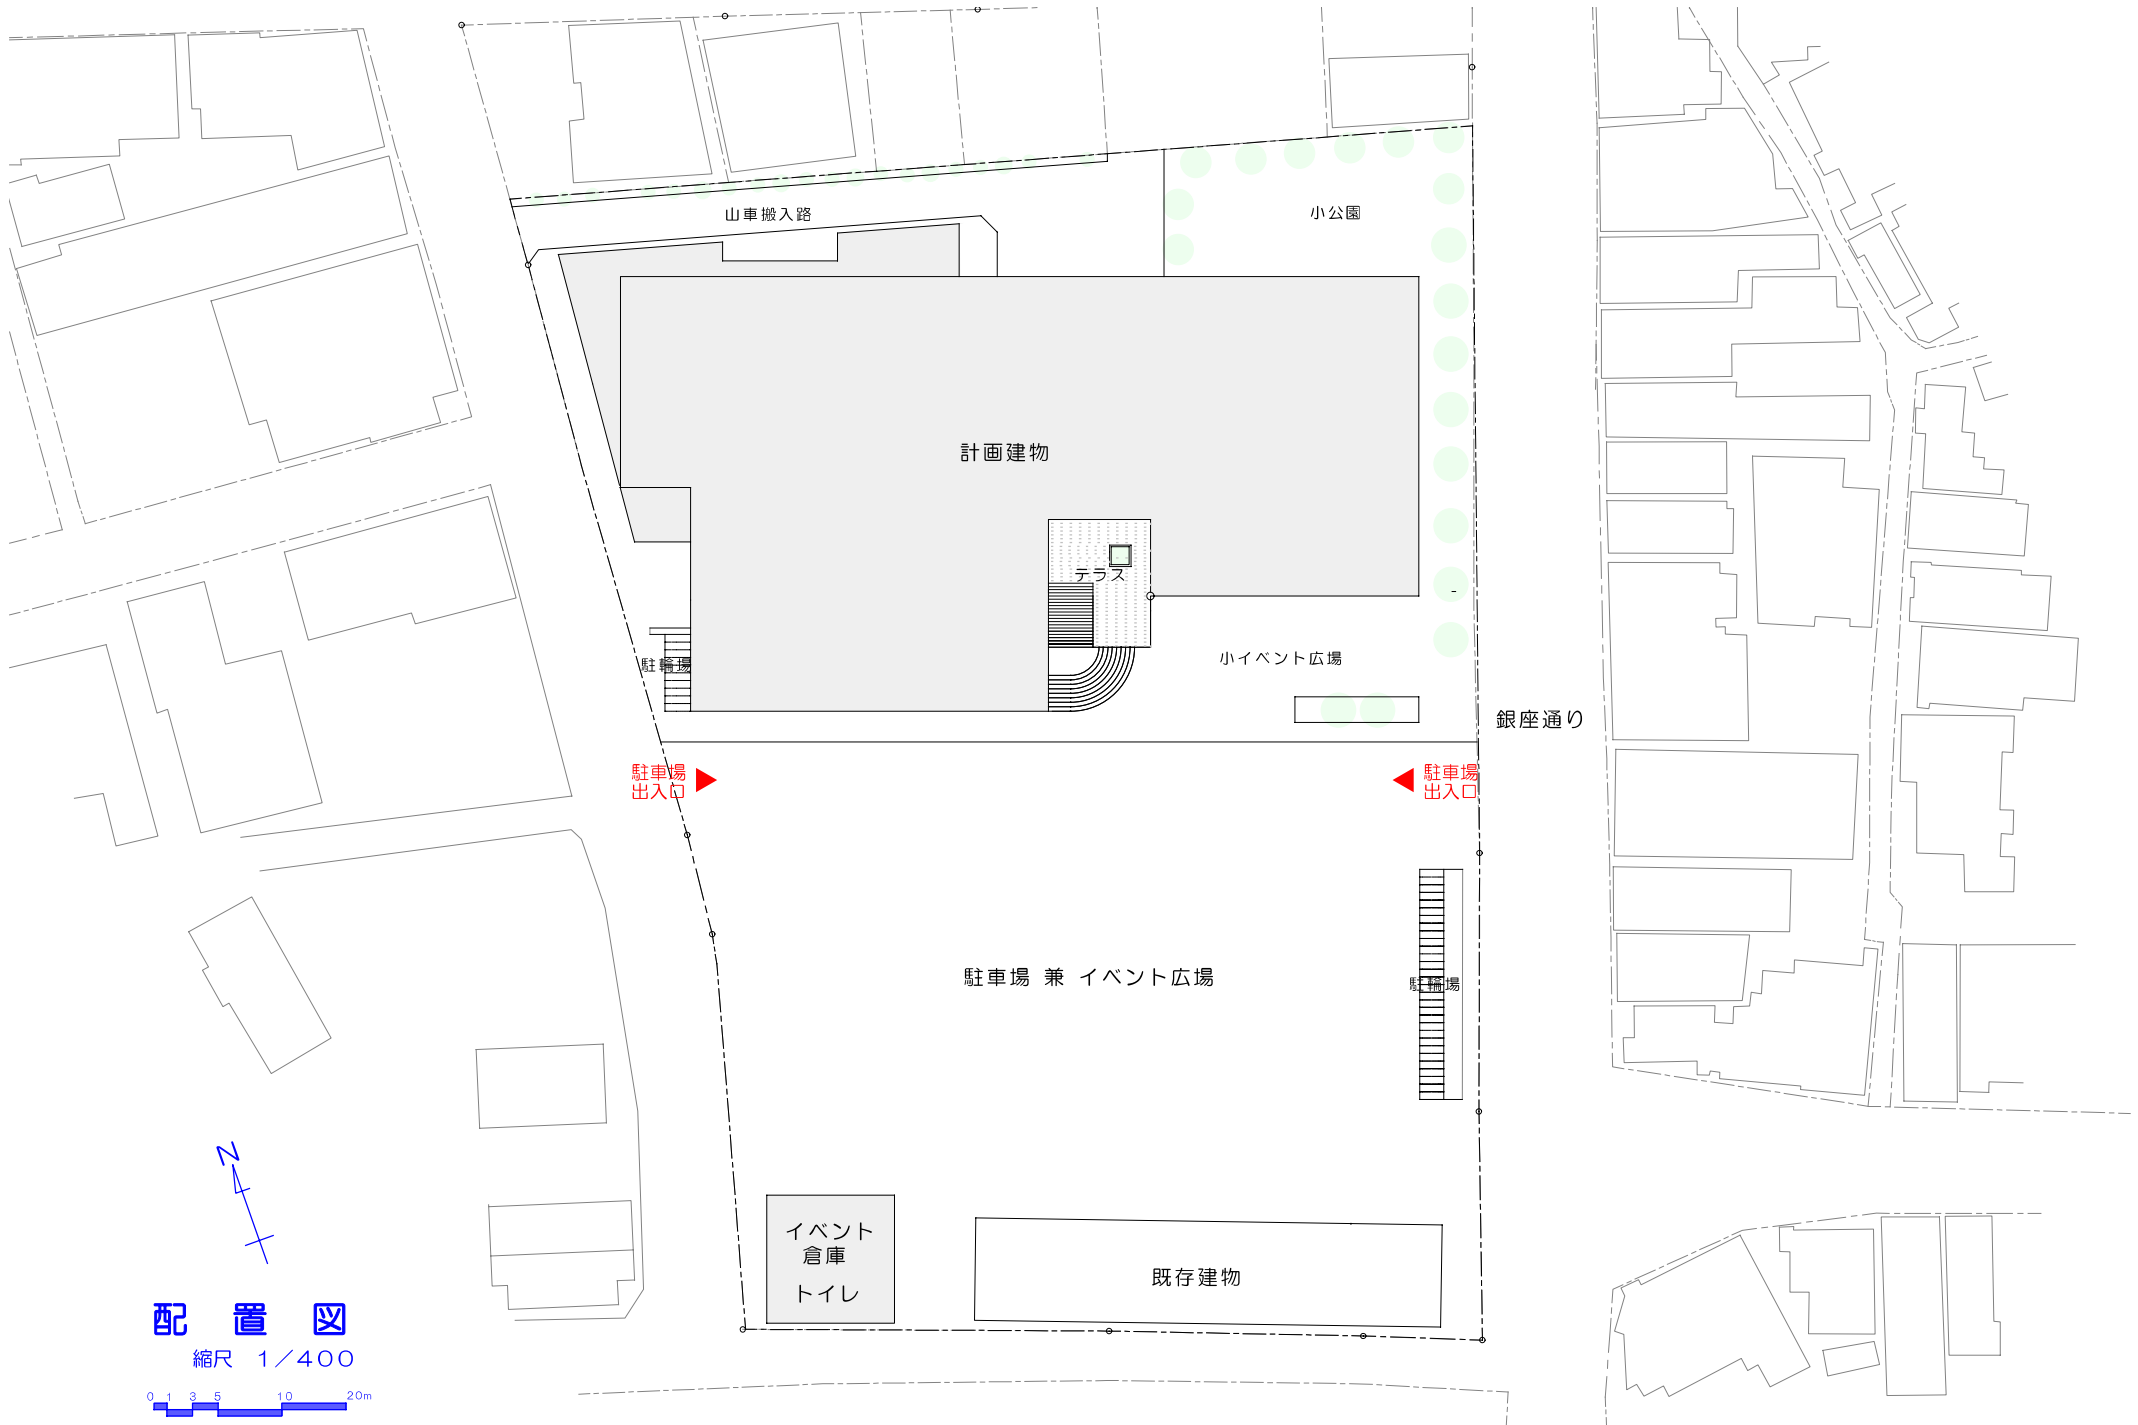 山車搬入路
小公園
計画建物
テラス
駐輪場
小イベント広場
銀座通り
駐車場
出入口
駐車場
出入口
駐車場 兼 イベント広場
駐輪場
イベント
倉庫
トイレ
既存建物
N
配 置 図
縮尺 1/400
0 1 3 5 10 20m